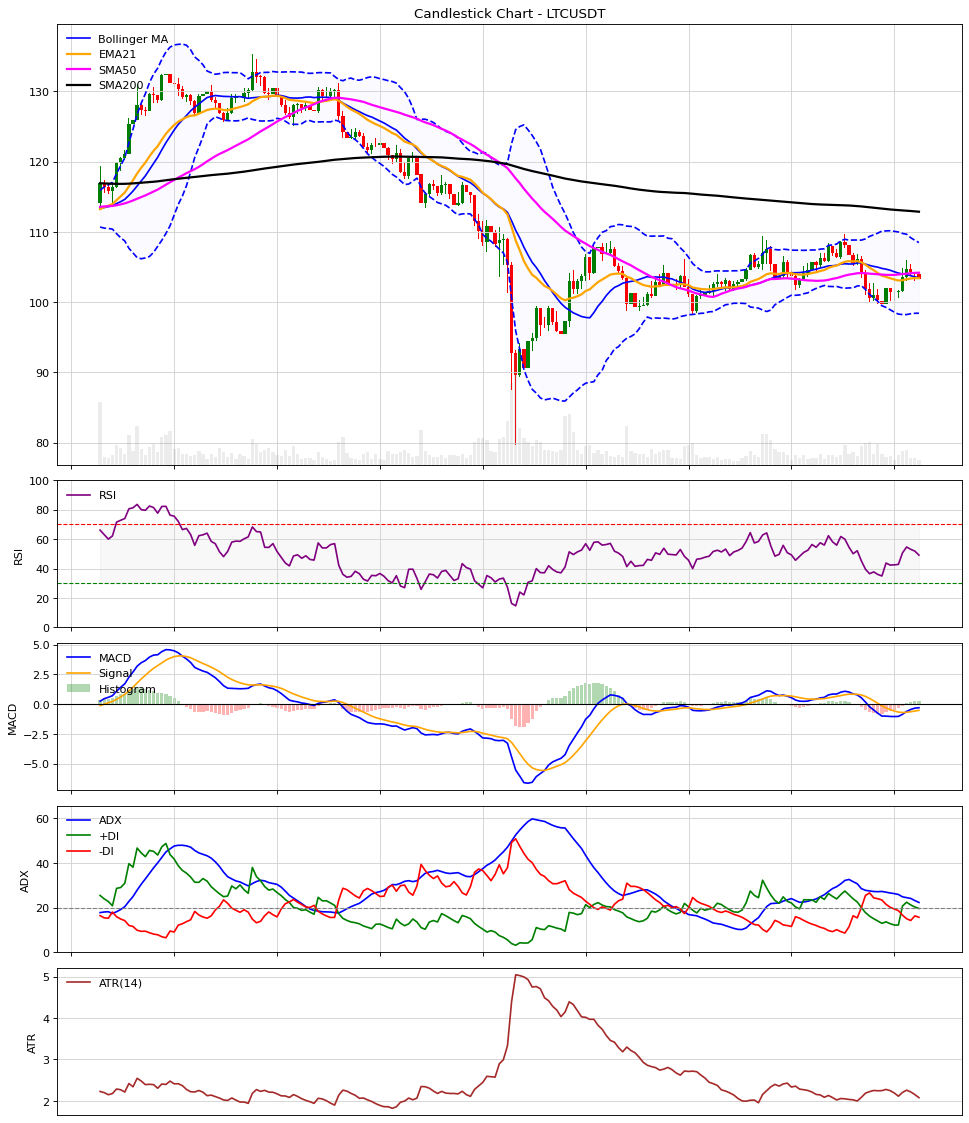 Candlestick Chart - LTCUSDT
Bollinger MA
EMA21
SMA50
SMA200
130
120
110
100
90
80
RSI
RSI
100
80
60
40
20
0
MACD
Signal
Histogram
MACD
5.0
2.5
0.0
−2.5
−5.0
ADX
+DI
-DI
ADX
60
40
20
0
ATR(14)
ATR
5
4
3
2